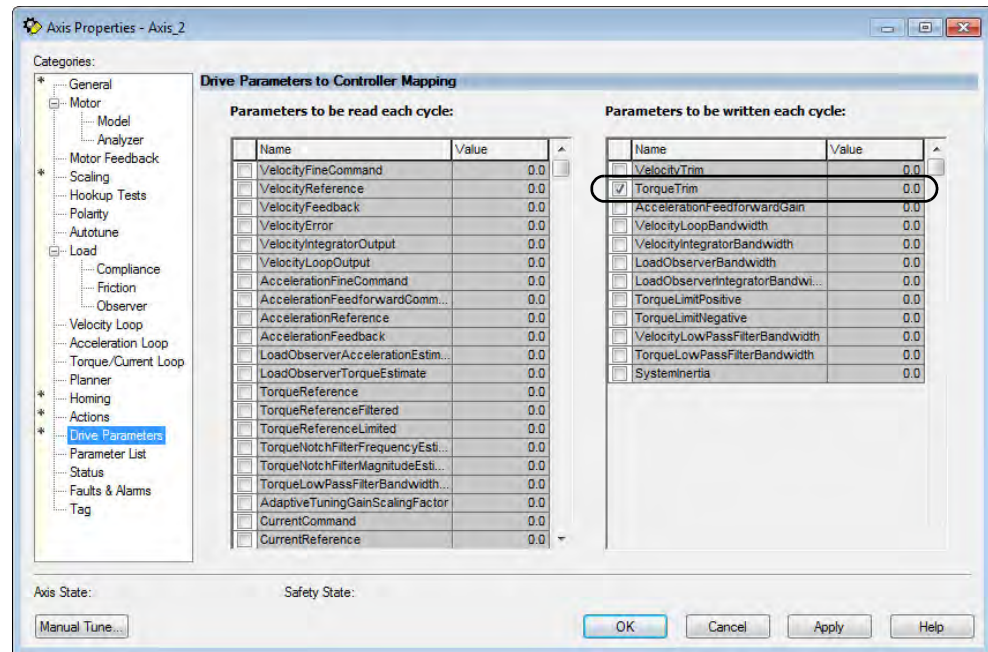 Axis Properties - Axis_2
Categories:
* General
Motor
Model
Analyzer
Motor Feedback
* Scaling
Hookup Tests
Polarity
Autotune
Load
Compliance
Friction
Observer
Velocity Loop
Acceleration Loop
Torque/Current Loop
Planner
* Homing
* Actions
* Drive Parameters
Parameter List
Status
Faults & Alarms
Tag
Drive Parameters to Controller Mapping
Parameters to be read each cycle:
Name Value
VelocityFineCommand 0.0
VelocityReference 0.0
VelocityFeedback 0.0
VelocityError 0.0
VelocityIntegratorOutput 0.0
VelocityLoopOutput 0.0
AccelerationFineCommand 0.0
AccelerationFeedforwardComm... 0.0
AccelerationReference 0.0
AccelerationFeedback 0.0
LoadObserverAccelerationEstim... 0.0
LoadObserverTorqueEstimate 0.0
TorqueReference 0.0
TorqueReferenceFiltered 0.0
TorqueReferenceLimited 0.0
TorqueNotchFilterFrequencyEsti... 0.0
TorqueNotchFilterMagnitudeEsti... 0.0
TorqueLowPassFilterBandwidth... 0.0
AdaptiveTuningGainScalingFactor 0.0
CurrentCommand 0.0
CurrentReference 0.0
Parameters to be written each cycle:
Name Value
VelocityTrim 0.0
TorqueTrim 0.0
AccelerationFeedforwardGain 0.0
VelocityLoopBandwidth 0.0
VelocityIntegratorBandwidth 0.0
LoadObserverBandwidth 0.0
LoadObserverIntegratorBandwi... 0.0
TorqueLimitPositive 0.0
TorqueLimitNegative 0.0
VelocityLowPassFilterBandwidth 0.0
TorqueLowPassFilterBandwidth 0.0
SystemInertia 0.0
Axis State: Safety State:
Manual Tune... OK Cancel Apply Help